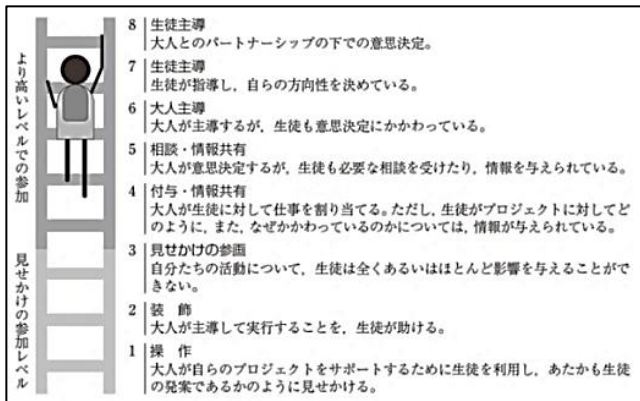 より高いレベルでの参加
見せかけの参加レベル
8 生徒主導
大人とのパートナーシップの下での意思決定。
7 生徒主導
生徒が指導し，自らの方向性を決めている。
6 大人主導
大人が主導するが，生徒も意思決定にかかわっている。
5 相談・情報共有
大人が意思決定するが，生徒も必要な相談を受けたり，情報を与えられている。
4 付与・情報共有
大人が生徒に対して仕事を割り当てる。ただし，生徒がプロジェクトに対してど
のように，また，なぜかかわっているのかについては，情報が与えられている。
3 見せかけの参画
自分たちの活動について，生徒は全くあるいはほとんど影響を与えることがで
きない。
2 装 飾
大人が主導して実行することを，生徒が助ける。
1 操 作
大人が自らのプロジェクトをサポートするために生徒を利用し，あたかも生徒
の発案であるかのように見せかける。